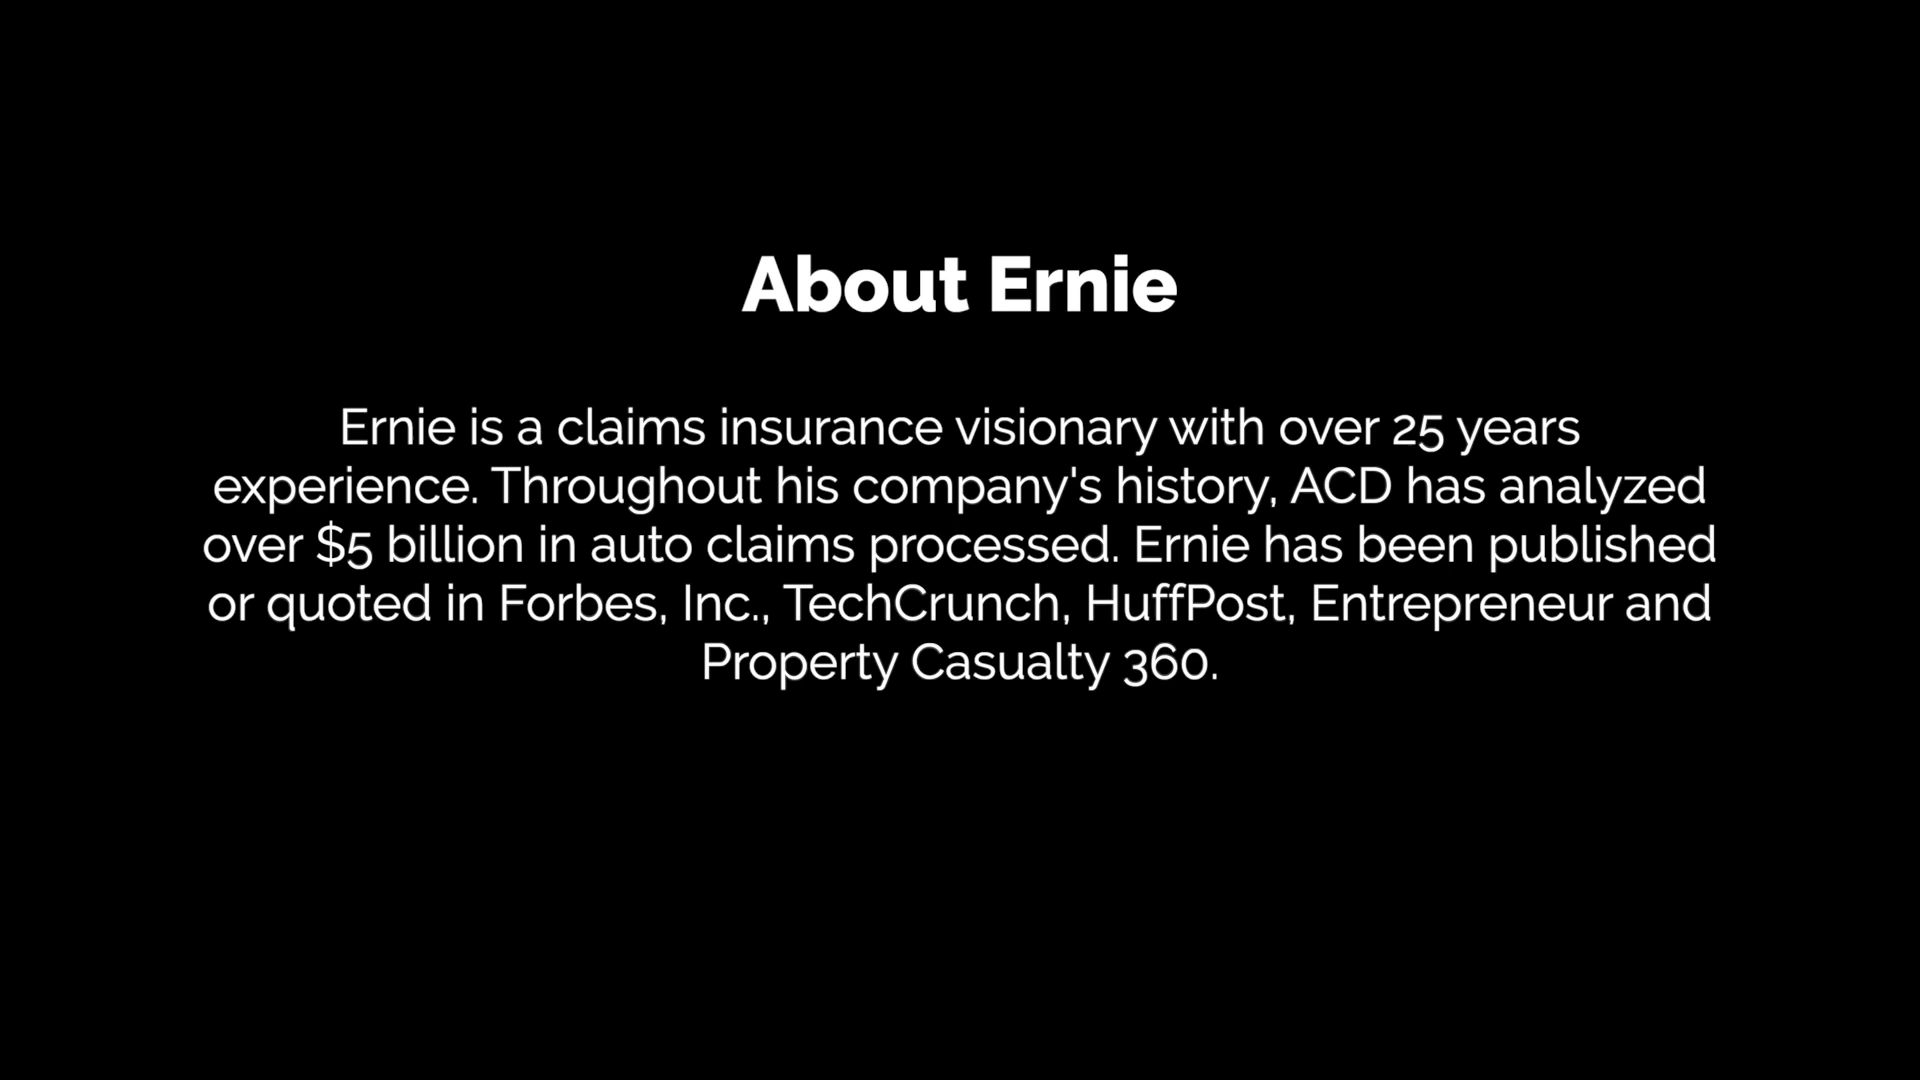 About Ernie
Ernie is a claims insurance visionary with over 25 years
experience. Throughout his company's history, ACD has analyzed
over $5 billion in auto claims processed. Ernie has been published
or quoted in Forbes, Inc., TechCrunch, HuffPost, Entrepreneur and
Property Casualty 360.